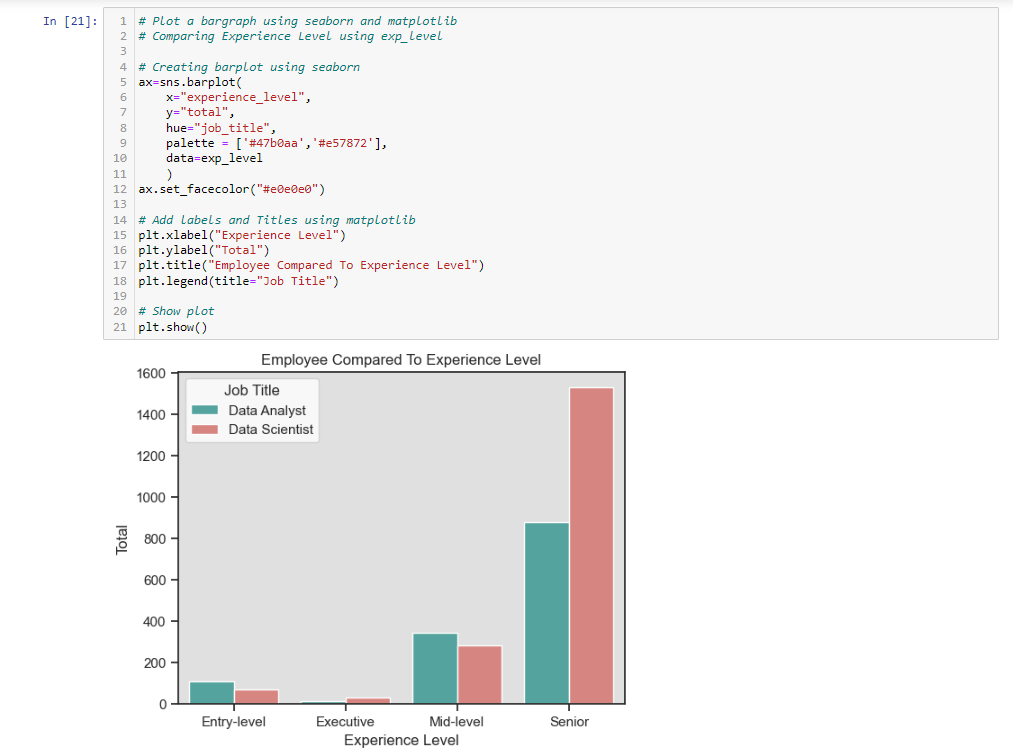 In [21]:
1 # Plot a bargraph using seaborn and matplotlib
2 # Comparing Experience Level using exp_level
3
4 # Creating barplot using seaborn
5 ax=sns.barplot(
6 x="experience_level",
7 y="total",
8 hue="job_title",
9 palette = ['#47b0aa','#e57872'],
10 data=exp_level
11 )
12 ax.set_facecolor("#e0e0e0")
13
14 # Add labels and Titles using matplotlib
15 plt.xlabel("Experience Level")
16 plt.ylabel("Total")
17 plt.title("Employee Compared To Experience Level")
18 plt.legend(title="Job Title")
19
20 # Show plot
21 plt.show()
Employee Compared To Experience Level
Job Title
Data Analyst
Data Scientist
1600
1400
1200
1000
800
600
400
200
0
Total
Entry-level Executive Mid-level Senior
Experience Level